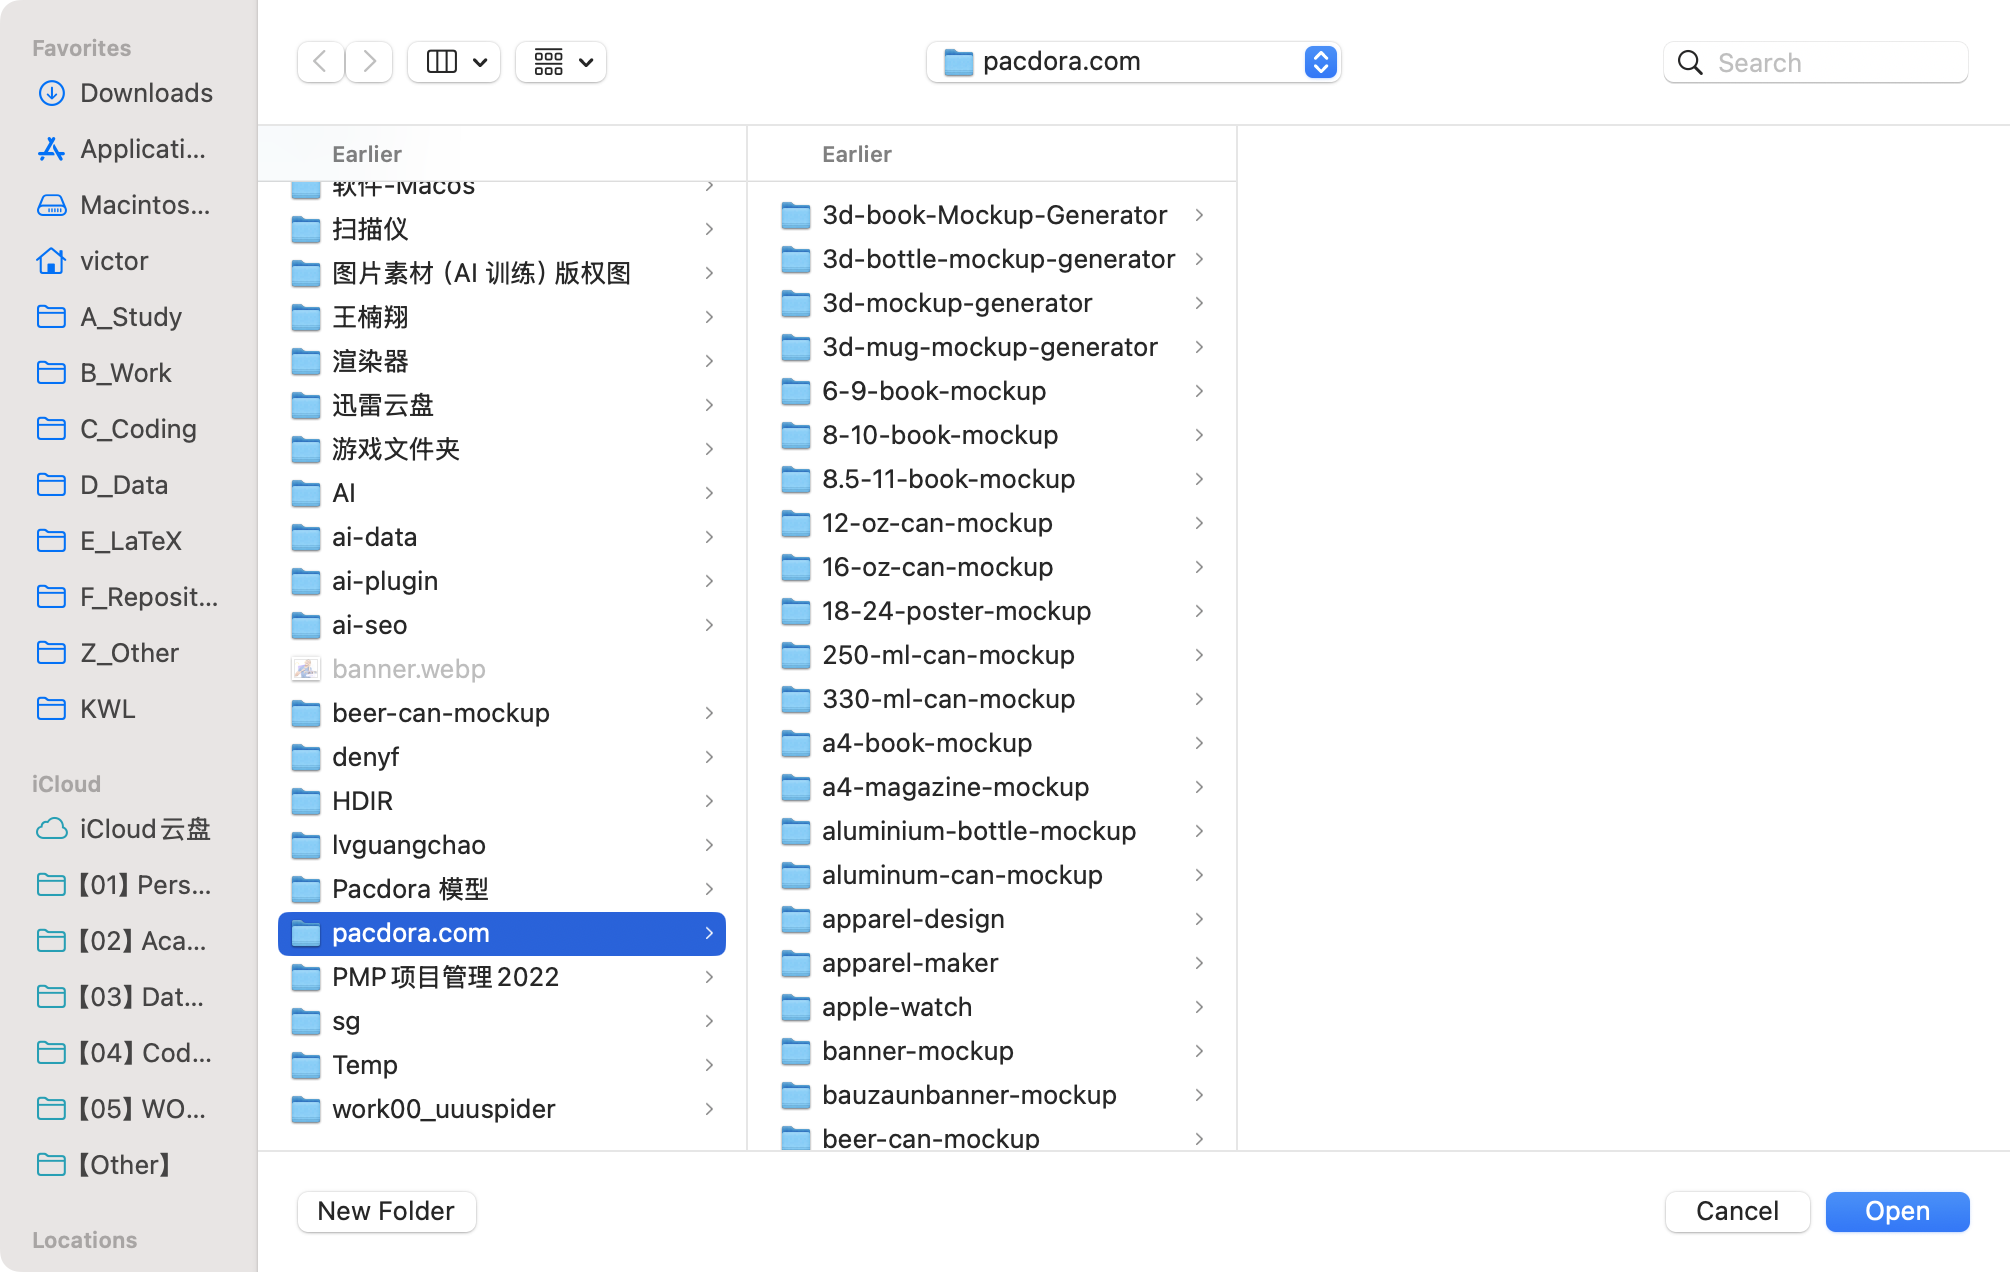 Favorites
Downloads
Applicati...
Macintos...
victor
A_Study
B_Work
C_Coding
D_Data
E_LaTeX
F_Reposit...
Z_Other
KWL
iCloud
iCloud云盘
【01】Pers...
【02】Aca...
【03】Dat...
【04】Cod...
【05】WO...
【Other】
Locations
pacdora.com
Search
Earlier
软件-Macos
扫描仪
图片素材（AI 训练）版权图
王楠翔
渲染器
迅雷云盘
游戏文件夹
AI
ai-data
ai-plugin
ai-seo
banner.webp
beer-can-mockup
denyf
HDIR
lvguangchao
Pacdora 模型
pacdora.com
PMP项目管理2022
sg
Temp
work00_uuuspider
Earlier
3d-book-Mockup-Generator
3d-bottle-mockup-generator
3d-mockup-generator
3d-mug-mockup-generator
6-9-book-mockup
8-10-book-mockup
8.5-11-book-mockup
12-oz-can-mockup
16-oz-can-mockup
18-24-poster-mockup
250-ml-can-mockup
330-ml-can-mockup
a4-book-mockup
a4-magazine-mockup
aluminium-bottle-mockup
aluminum-can-mockup
apparel-design
apparel-maker
apple-watch
banner-mockup
bauzaunbanner-mockup
beer-can-mockup
New Folder
Cancel
Open